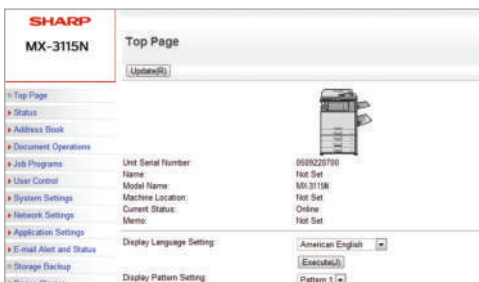 SHARP
MX-3115N
Top Page
Update(R)
Top Page
Status
Address Book
Document Operations
Job Programs
User Control
System Settings
Network Settings
Application Settings
E-mail Alert and Status
Storage Backup
Unit Serial Number: 0509220700
Name: Not Set
Model Name: MX-3115N
Machine Location: Not Set
Current Status: Online
Memo: Not Set
Display Language Setting: American English
Execute(J)
Display Pattern Setting: Pattern 1